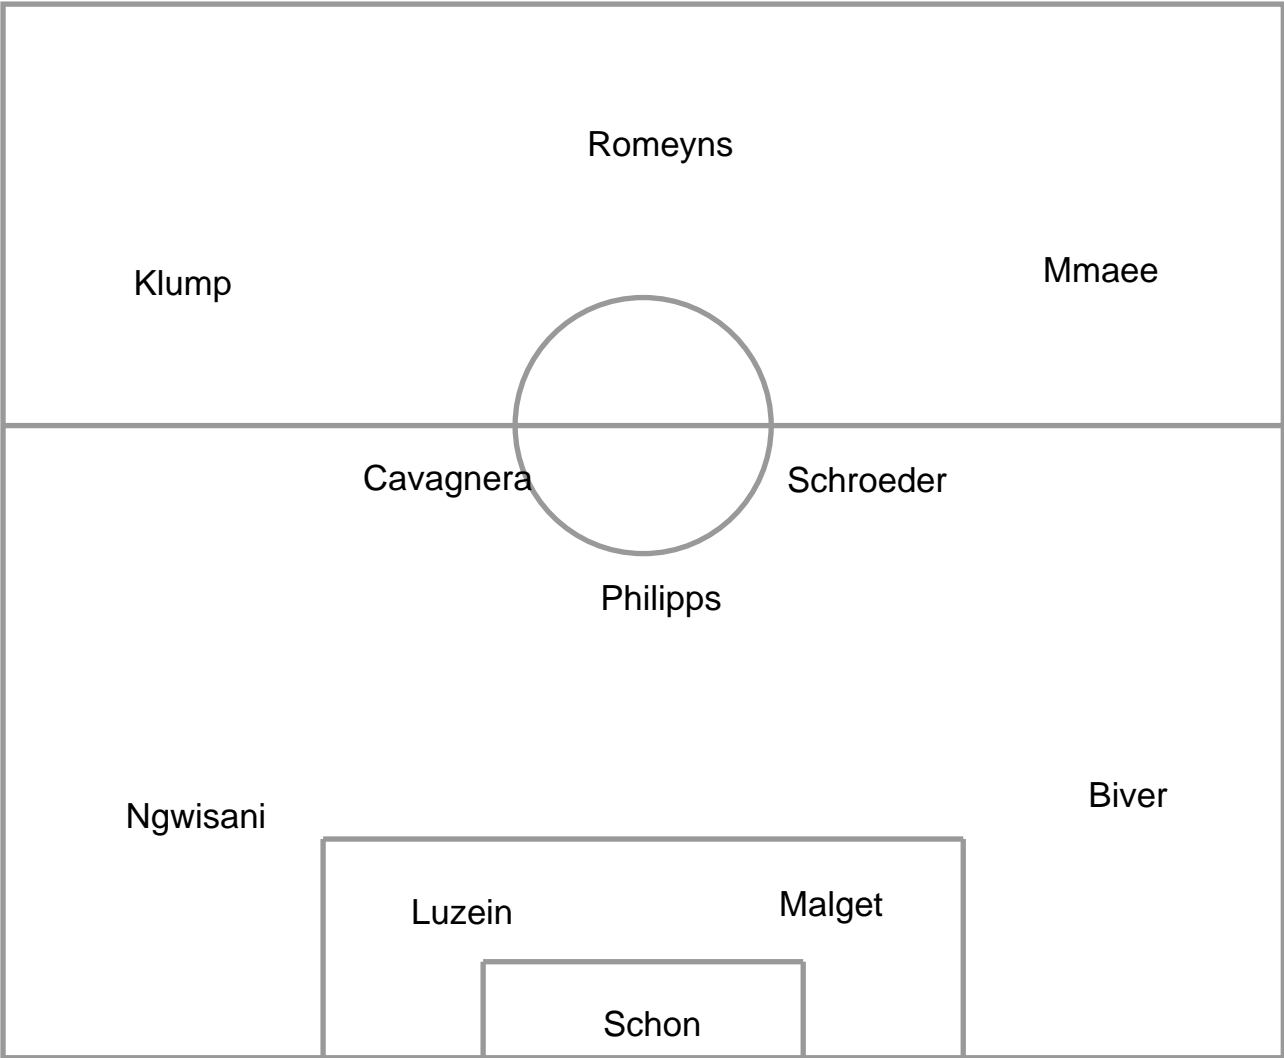 Romeyns
Klump
Mmaee
Cavagnera
Schroeder
Philipps
Ngwisani
Biver
Luzein
Malget
Schon